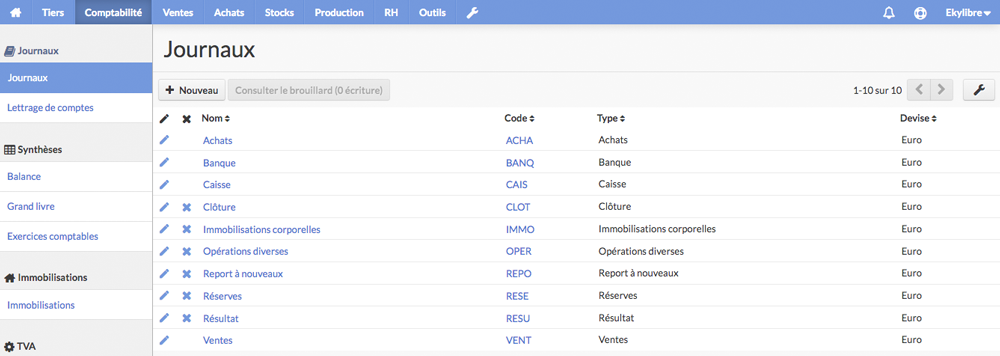 Tiers Comptabilité Ventes Achats Stocks Production RH Outils Ekylibre
Journaux
Journaux
Lettrage de comptes
Synthèses
Balance
Grand livre
Exercices comptables
Immobilisations
Immobilisations
TVA
Journaux
Nouveau Consulter le brouillard (0 écriture) 1-10 sur 10
Nom Code Type Devise
Achats ACHA Achats Euro
Banque BANQ Banque Euro
Caisse CAIS Caisse Euro
Clôture CLOT Clôture Euro
Immobilisations corporelles IMMO Immobilisations corporelles Euro
Opérations diverses OPER Opérations diverses Euro
Report à nouveaux REPO Report à nouveaux Euro
Réserves RESE Réserves Euro
Résultat RESU Résultat Euro
Ventes VENT Ventes Euro